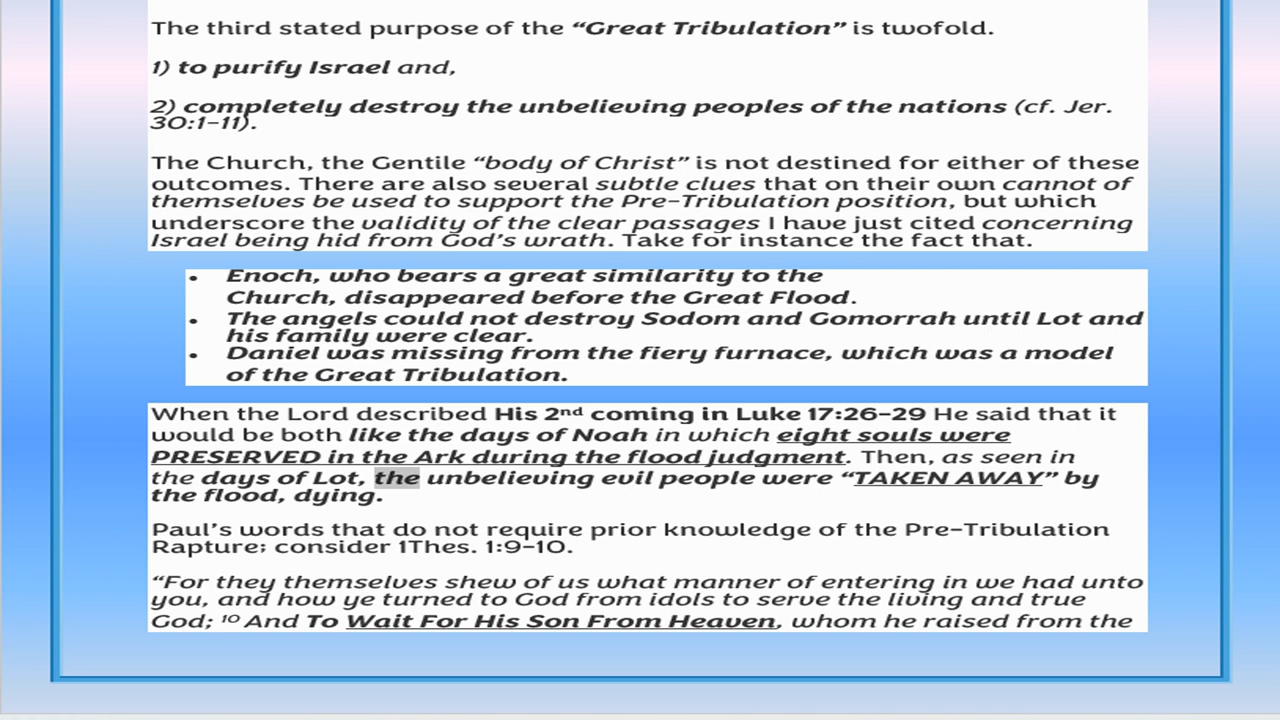 The third stated purpose of the “Great Tribulation” is twofold.
1) to purify Israel and,
2) completely destroy the unbelieving peoples of the nations (cf. Jer.
30:1-11).
The Church, the Gentile “body of Christ” is not destined for either of these
outcomes. There are also several subtle clues that on their own cannot of
themselves be used to support the Pre-Tribulation position, but which
underscore the validity of the clear passages I have just cited concerning
Israel being hid from God’s wrath. Take for instance the fact that.
• Enoch, who bears a great similarity to the
Church, disappeared before the Great Flood.
• The angels could not destroy Sodom and Gomorrah until Lot and
his family were clear.
• Daniel was missing from the fiery furnace, which was a model
of the Great Tribulation.
When the Lord described His 2nd coming in Luke 17:26-29 He said that it
would be both like the days of Noah in which eight souls were
PRESERVED in the Ark during the flood judgment. Then, as seen in
the days of Lot, the unbelieving evil people were “TAKEN AWAY” by
the flood, dying.
Paul’s words that do not require prior knowledge of the Pre-Tribulation
Rapture; consider 1Thes. 1:9-10.
“For they themselves shew of us what manner of entering in we had unto
you, and how ye turned to God from idols to serve the living and true
God; 10 And To Wait For His Son From Heaven, whom he raised from the